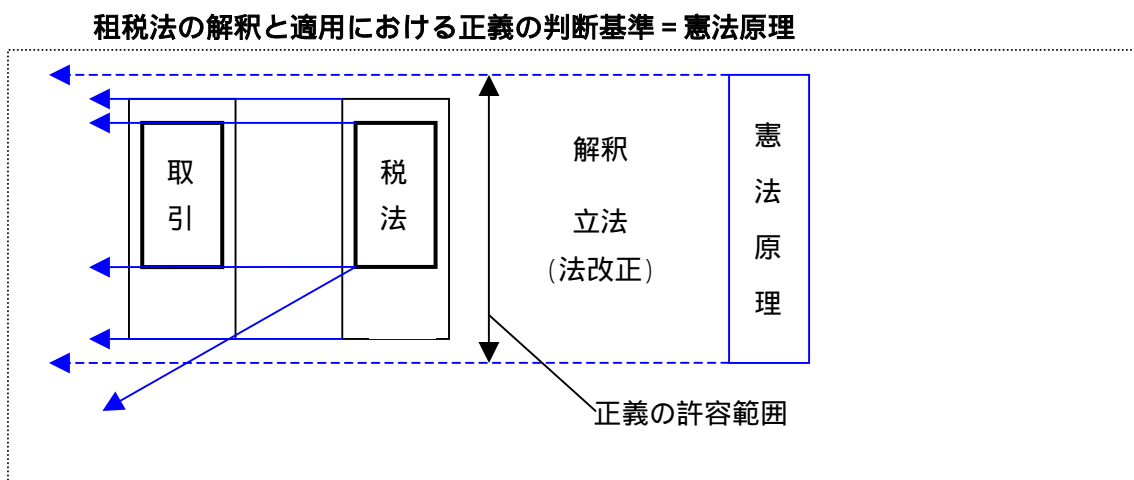 租税法の解釈と適用における正義の判断基準＝憲法原理
取引
税法
解釈
立法
(法改正)
憲法原理
正義の許容範囲